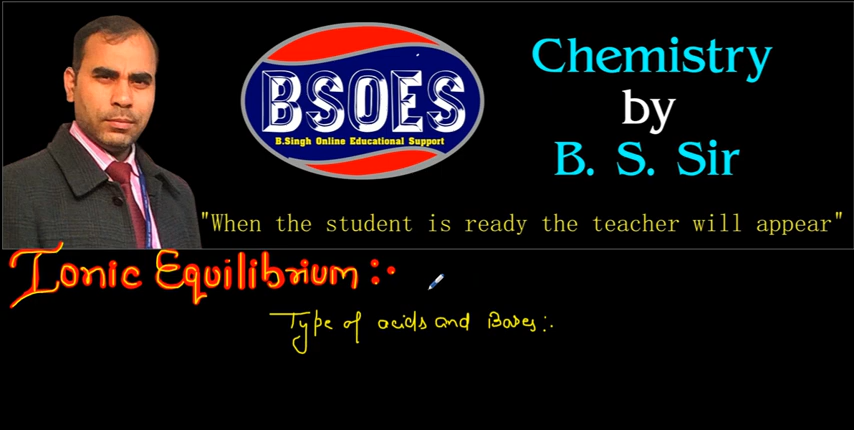 BSOES
B.Singh Online Educational Support
Chemistry
by
B. S. Sir
"When the student is ready the teacher will appear"
Ionic Equilibrium :-
Type of acids and Bases :-